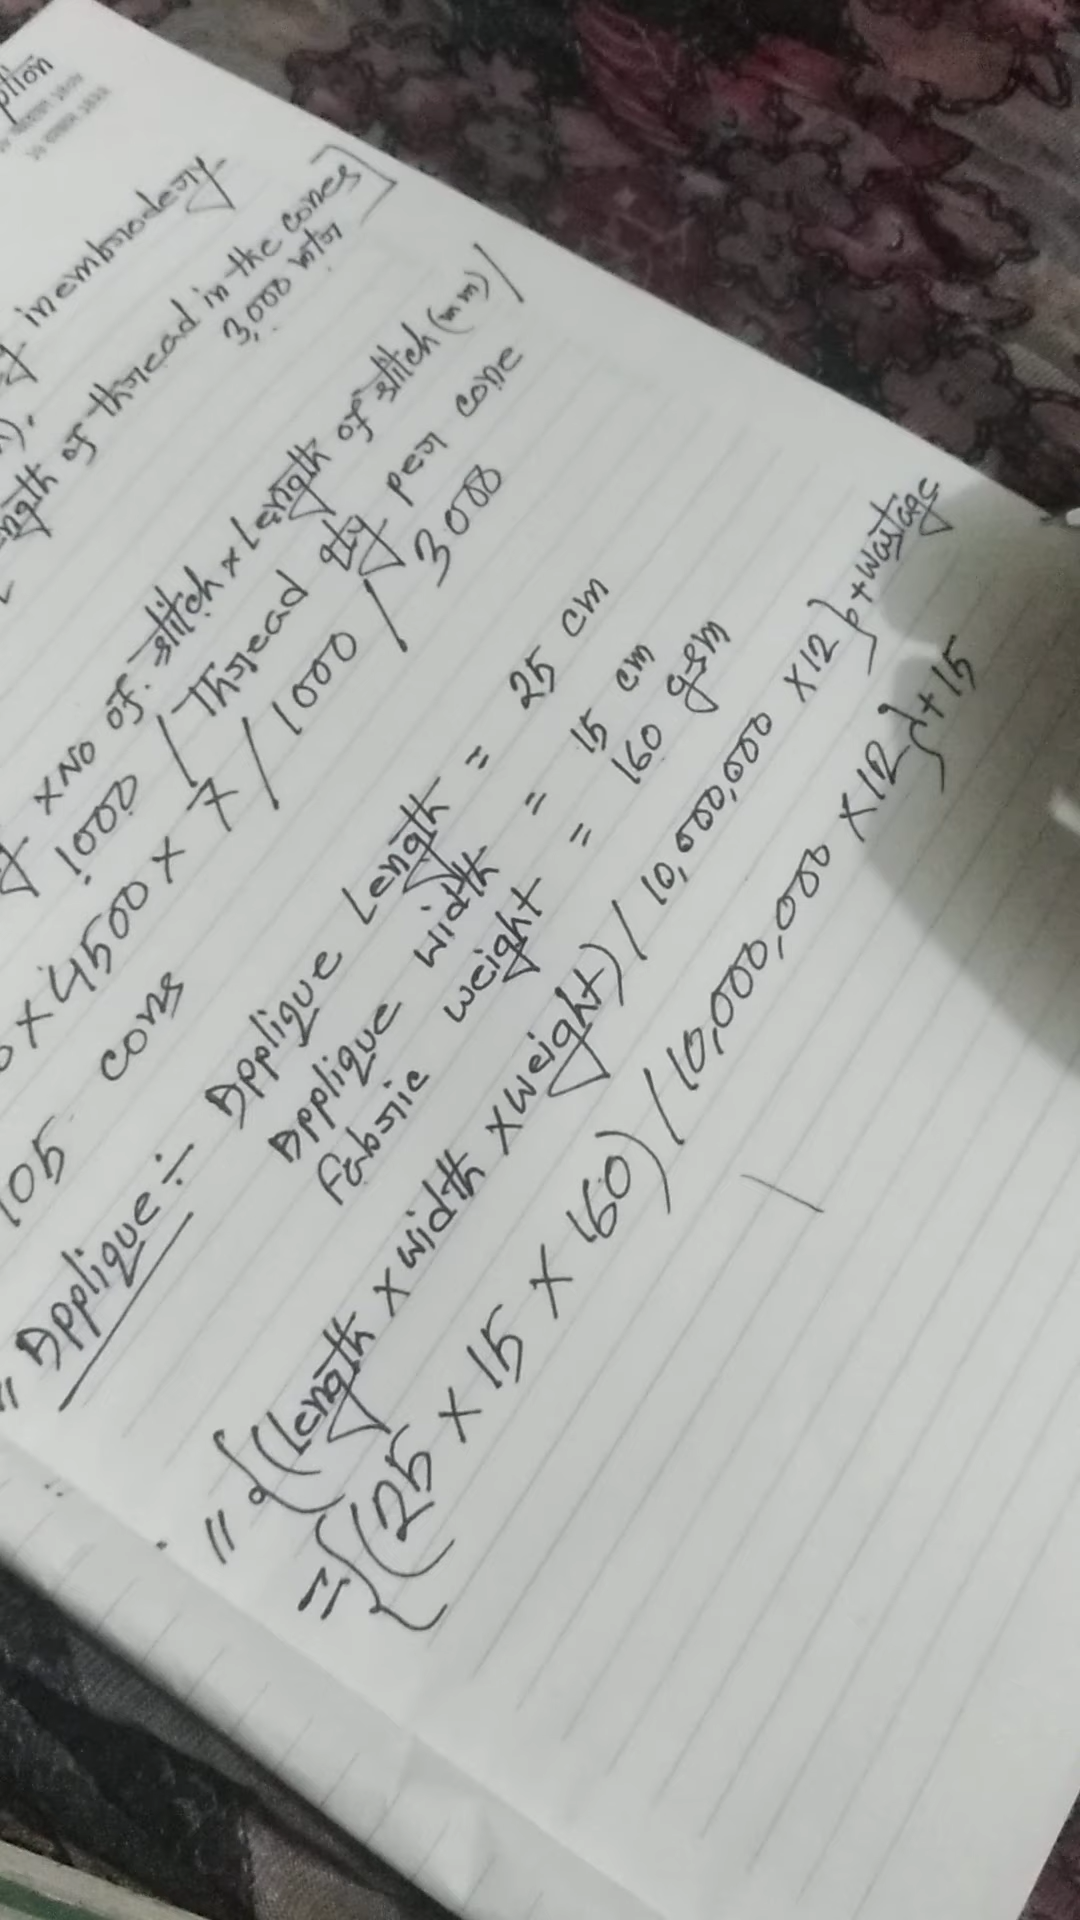 ption
in embrodery
ngth of thread in the cones]
3,000 mtr
x No of stitch x Length of stitch (mm) /
1000 / Thread qty per cone
x 4500 x 7 / 1000 / 3000
105 cons
" Applique ÷ Applique Length = 25 cm
Applique width = 15 cm
Fabric weight = 160 gsm
= {(Length x width x weight) / 10,000,000 x 12} + wastage
= {(25 x 15 x 160) / 10,000,000 x 12} + 15